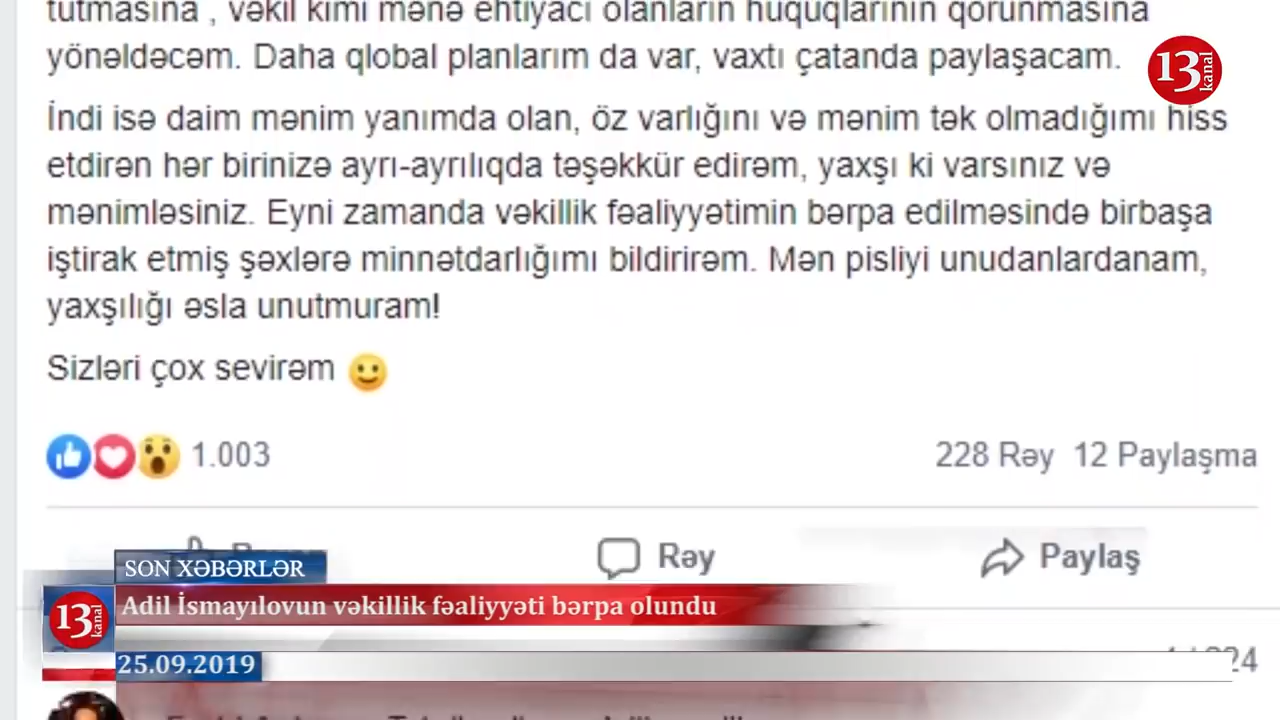 tutmasına , vəkil kimi mənə ehtiyacı olanların hüquqlarının qorunmasına
yönəldəcəm. Daha qlobal planlarım da var, vaxtı çatanda paylaşacam.
13 kanal
İndi isə daim mənim yanımda olan, öz varlığını və mənim tək olmadığımı hiss
etdirən hər birinizə ayrı-ayrılıqda təşəkkür edirəm, yaxşı ki varsınız və
mənimləsiniz. Eyni zamanda vəkillik fəaliyyətimin bərpa edilməsində birbaşa
iştirak etmiş şəxlərə minnətdarlığımı bildirirəm. Mən pisliyi unudanlardanam,
yaxşılığı əsla unutmuram!
Sizləri çox sevirəm
1.003
228 Rəy 12 Paylaşma
Rəy
Paylaş
SON XƏBƏRLƏR
13 kanal
Adil İsmayılovun vəkillik fəaliyyəti bərpa olundu
25.09.2019